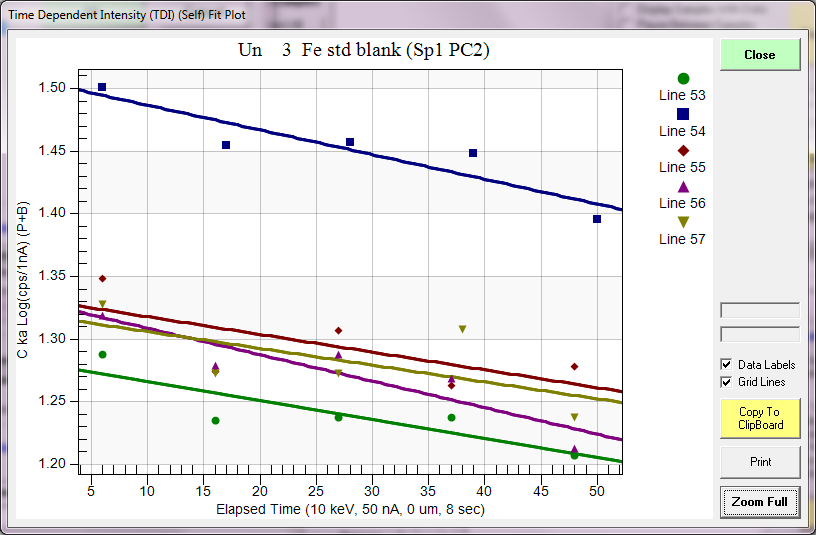 Time Dependent Intensity (TDI) (Self) Fit Plot
Un 3 Fe std blank (Sp1 PC2)
Close
1.50
1.45
1.40
1.35
1.30
1.25
1.20
C ka Log(cps/1nA) (P+B)
5 10 15 20 25 30 35 40 45 50
Elapsed Time (10 keV, 50 nA, 0 um, 8 sec)
Line 53
Line 54
Line 55
Line 56
Line 57
Data Labels
Grid Lines
Copy To
ClipBoard
Print
Zoom Full